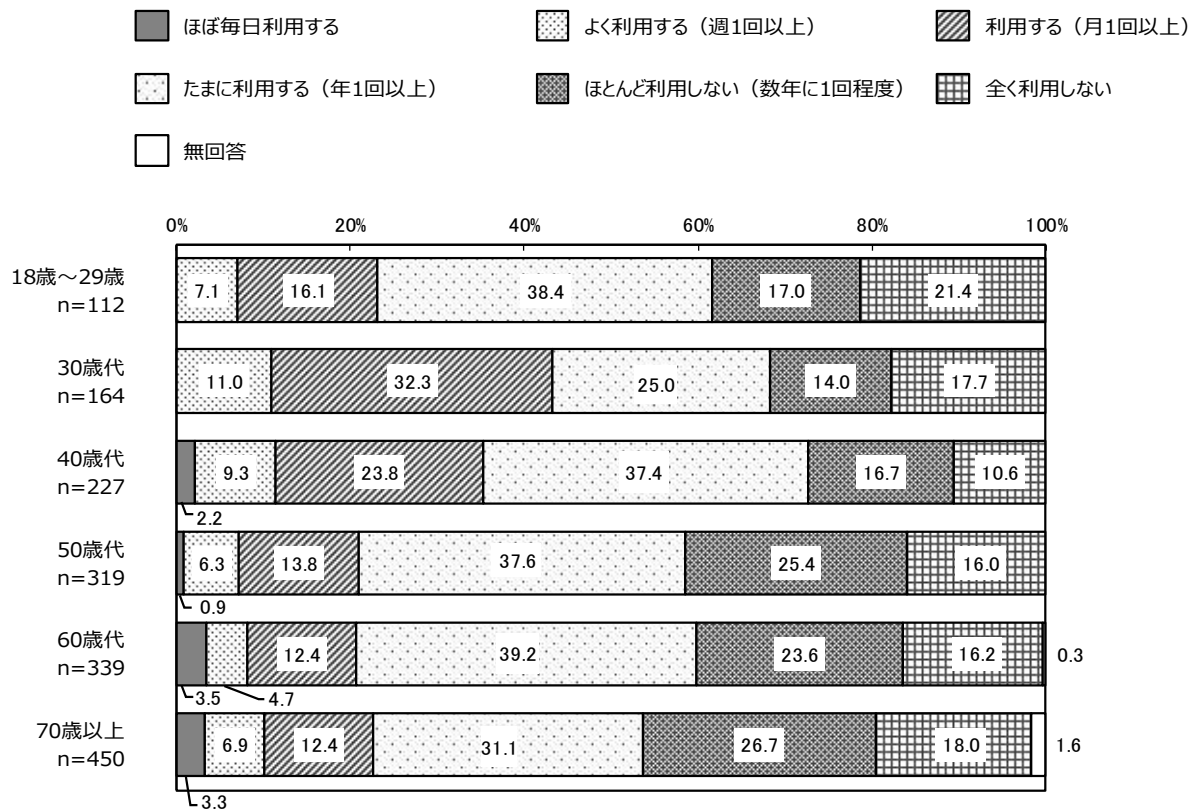 ほぼ毎日利用する
よく利用する（週1回以上）
利用する（月1回以上）
たまに利用する（年1回以上）
ほとんど利用しない（数年に1回程度）
全く利用しない
無回答
0% 20% 40% 60% 80% 100%
18歳～29歳
n=112
7.1 16.1 38.4 17.0 21.4
30歳代
n=164
11.0 32.3 25.0 14.0 17.7
40歳代
n=227
9.3 23.8 37.4 16.7 10.6
2.2
50歳代
n=319
6.3 13.8 37.6 25.4 16.0
0.9
60歳代
n=339
12.4 39.2 23.6 16.2 0.3
3.5 4.7
70歳以上
n=450
6.9 12.4 31.1 26.7 18.0 1.6
3.3